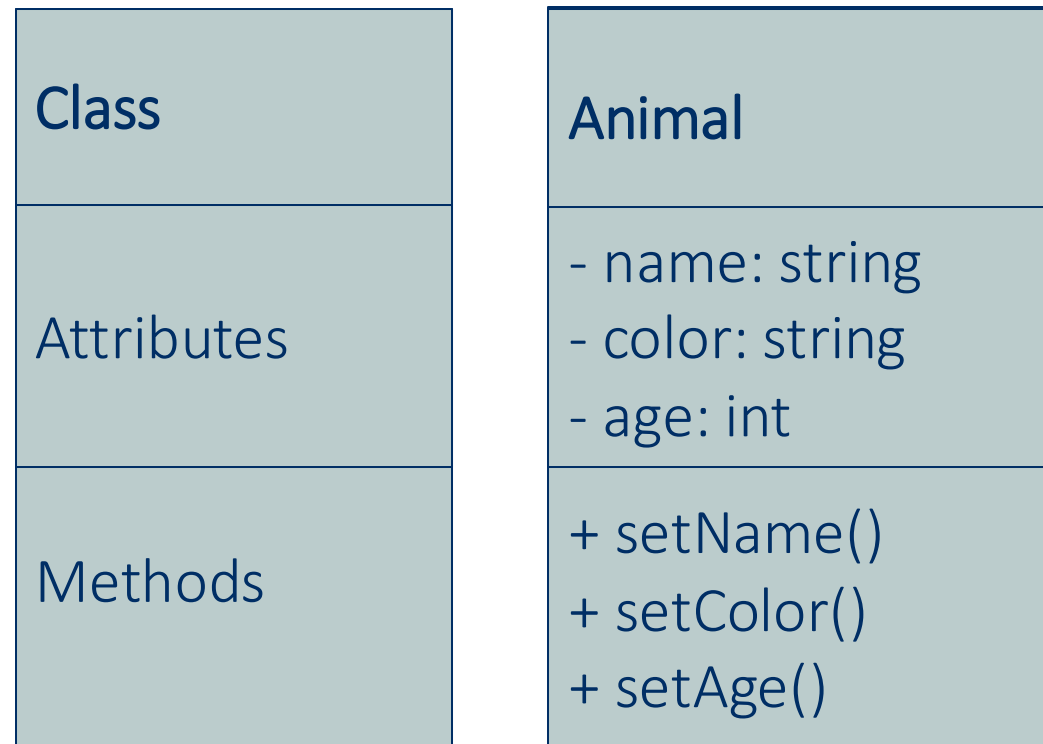 Class
Attributes
Methods
Animal
- name: string
- color: string
- age: int
+ setName()
+ setColor()
+ setAge()